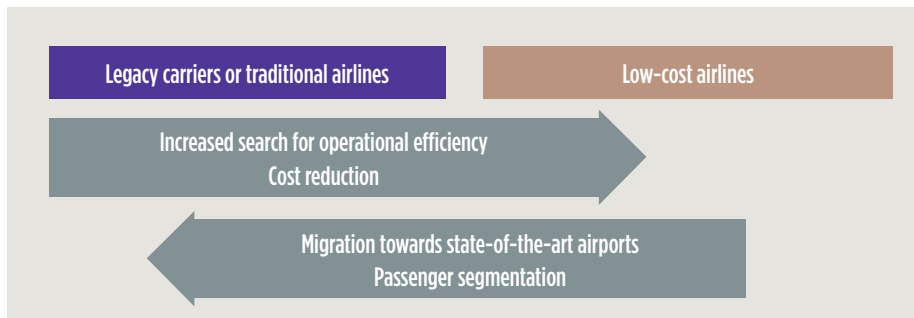 Legacy carriers or traditional airlines
Low-cost airlines
Increased search for operational efficiency
Cost reduction
Migration towards state-of-the-art airports
Passenger segmentation